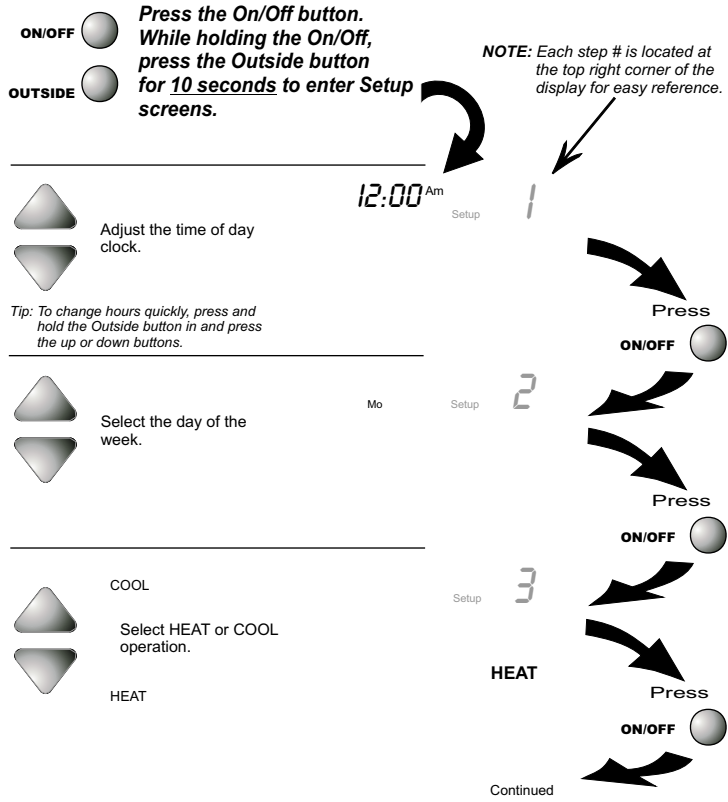 ON/OFF
OUTSIDE
Press the On/Off button.
While holding the On/Off,
press the Outside button
for 10 seconds to enter Setup
screens.
NOTE: Each step # is located at
the top right corner of the
display for easy reference.
Adjust the time of day
clock.
12:00 Am
Setup 1
Tip: To change hours quickly, press and
hold the Outside button in and press
the up or down buttons.
Press
ON/OFF
Select the day of the
week.
Mo
Setup 2
Press
ON/OFF
COOL
Select HEAT or COOL
operation.
HEAT
Setup 3
HEAT
Press
ON/OFF
Continued